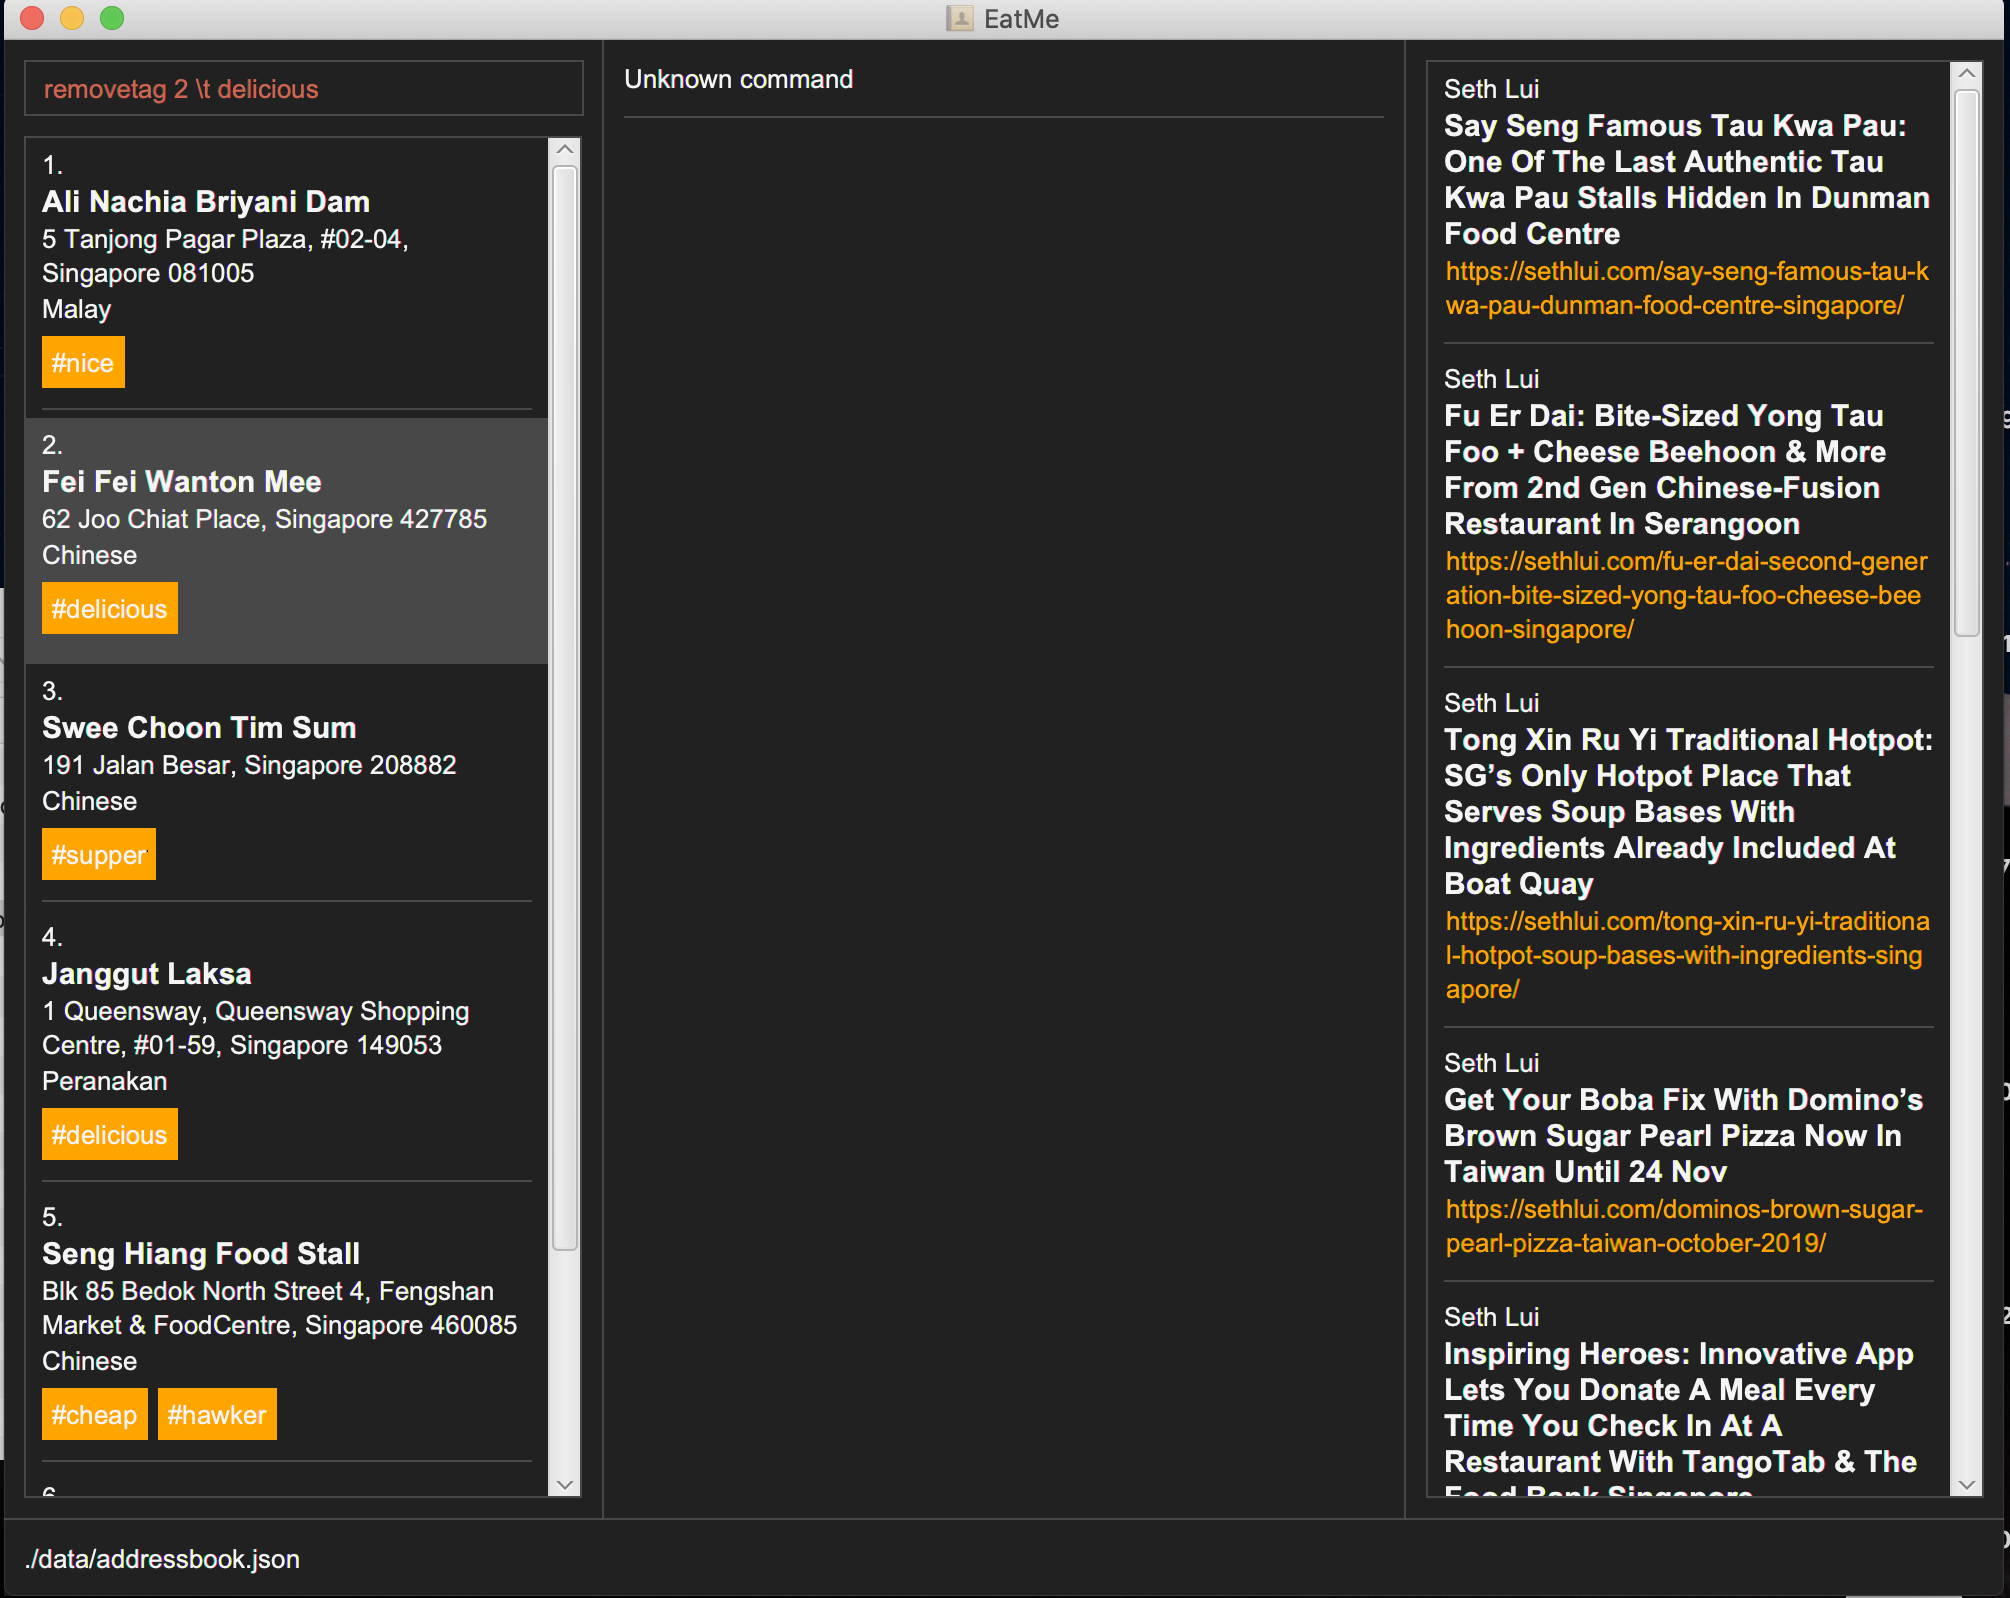 EatMe
removetag 2 \t delicious
1.
Ali Nachia Briyani Dam
5 Tanjong Pagar Plaza, #02-04,
Singapore 081005
Malay
#nice
2.
Fei Fei Wanton Mee
62 Joo Chiat Place, Singapore 427785
Chinese
#delicious
3.
Swee Choon Tim Sum
191 Jalan Besar, Singapore 208882
Chinese
#supper
4.
Janggut Laksa
1 Queensway, Queensway Shopping
Centre, #01-59, Singapore 149053
Peranakan
#delicious
5.
Seng Hiang Food Stall
Blk 85 Bedok North Street 4, Fengshan
Market & FoodCentre, Singapore 460085
Chinese
#cheap #hawker
Unknown command
Seth Lui
Say Seng Famous Tau Kwa Pau:
One Of The Last Authentic Tau
Kwa Pau Stalls Hidden In Dunman
Food Centre
https://sethlui.com/say-seng-famous-tau-k
wa-pau-dunman-food-centre-singapore/
Seth Lui
Fu Er Dai: Bite-Sized Yong Tau
Foo + Cheese Beehoon & More
From 2nd Gen Chinese-Fusion
Restaurant In Serangoon
https://sethlui.com/fu-er-dai-second-gener
ation-bite-sized-yong-tau-foo-cheese-bee
hoon-singapore/
Seth Lui
Tong Xin Ru Yi Traditional Hotpot:
SG’s Only Hotpot Place That
Serves Soup Bases With
Ingredients Already Included At
Boat Quay
https://sethlui.com/tong-xin-ru-yi-traditiona
l-hotpot-soup-bases-with-ingredients-sing
apore/
Seth Lui
Get Your Boba Fix With Domino’s
Brown Sugar Pearl Pizza Now In
Taiwan Until 24 Nov
https://sethlui.com/dominos-brown-sugar-
pearl-pizza-taiwan-october-2019/
Seth Lui
Inspiring Heroes: Innovative App
Lets You Donate A Meal Every
Time You Check In At A
Restaurant With TangoTab & The
Food Bank Singapore
./data/addressbook.json